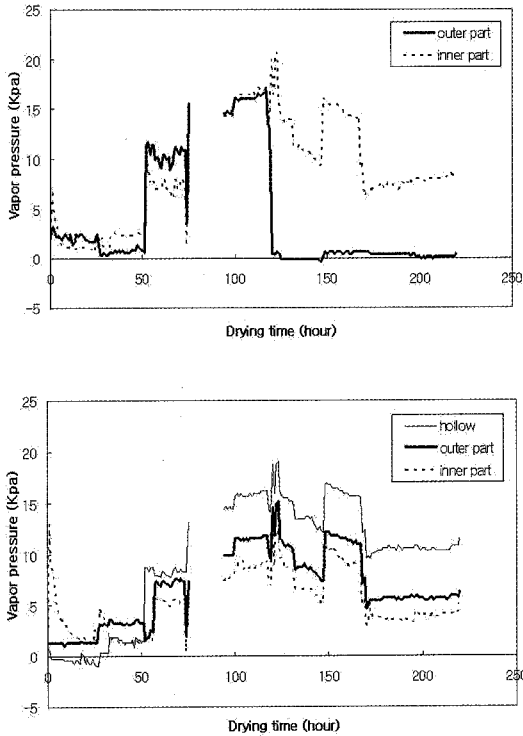 25
20
15
10
5
0
-5
Vapor pressure (Kpa)
outer part
inner part
0 50 100 150 200 250
Drying time (hour)
25
20
15
10
5
0
-5
Vapor pressure (Kpa)
hollow
outer part
inner part
0 50 100 150 200 250
Drying time (hour)